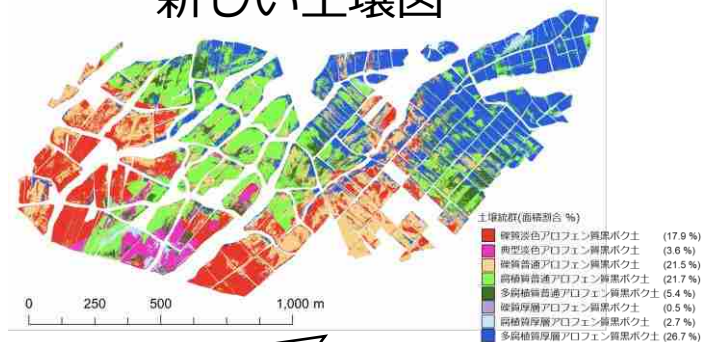 新しい土壌図
土壌統群(面積割合 %)
礫質淡色アロフェン質黒ボク土 (17.9 %)
典型淡色アロフェン質黒ボク土 (3.6 %)
礫質普通アロフェン質黒ボク土 (21.5 %)
腐植質普通アロフェン質黒ボク土 (21.7 %)
多腐植質普通アロフェン質黒ボク土 (5.4 %)
礫質厚層アロフェン質黒ボク土 (0.5 %)
腐植質厚層アロフェン質黒ボク土 (2.7 %)
多腐植質厚層アロフェン質黒ボク土 (26.7 %)
0 250 500 1,000 m